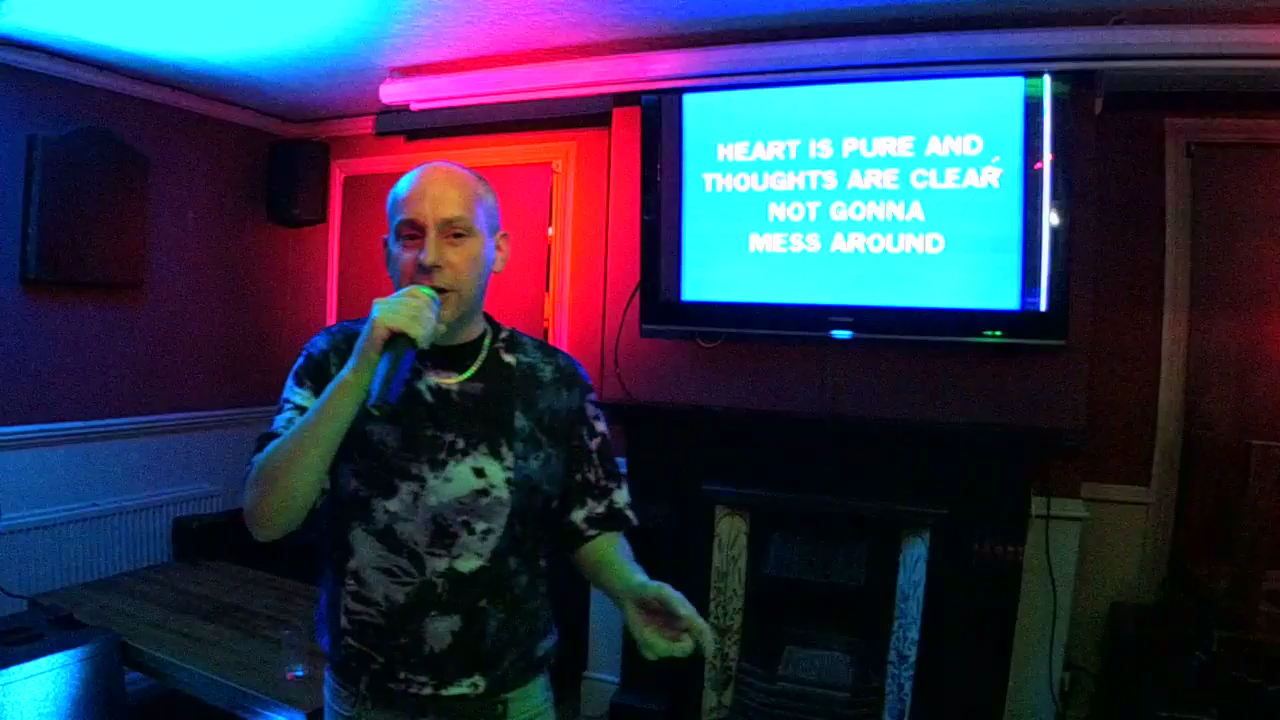 HEART IS PURE AND
THOUGHTS ARE CLEAR
NOT GONNA
MESS AROUND